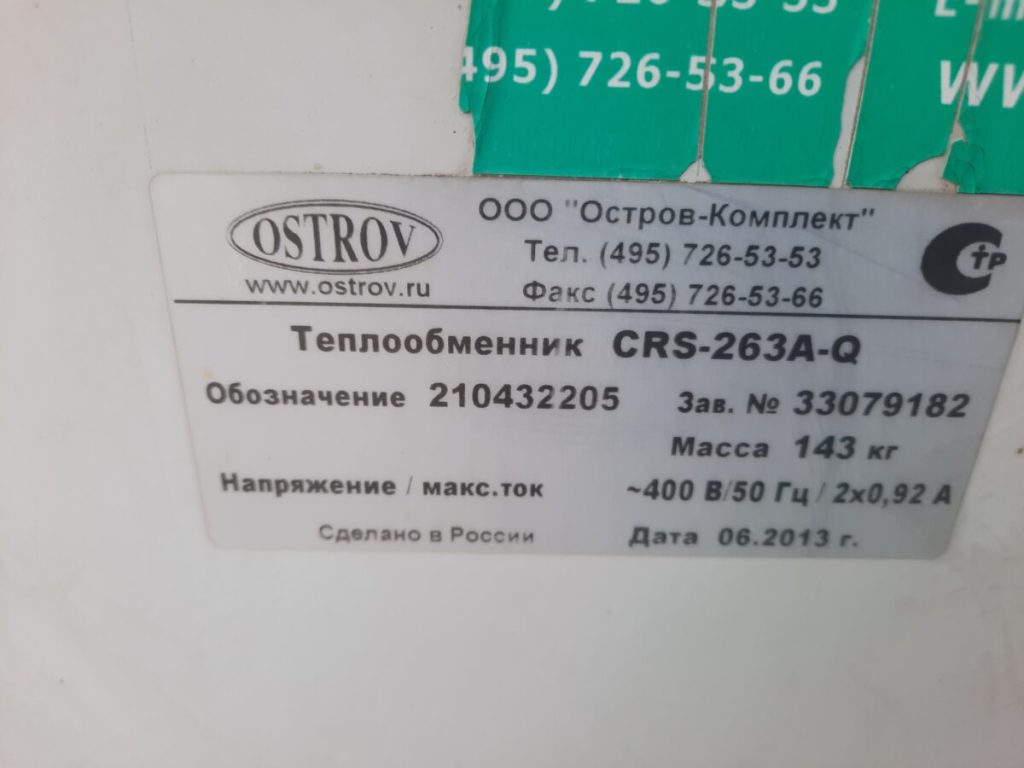 495) 726-53-66
OSTROV
www.ostrov.ru
ООО "Остров-Комплект"
Тел. (495) 726-53-53
Факс (495) 726-53-66
Теплообменник CRS-263A-Q
Обозначение 210432205 Зав. № 33079182
Масса 143 кг
Напряжение / макс.ток ~400 В/50 Гц / 2х0,92 А
Сделано в России Дата 06.2013 г.